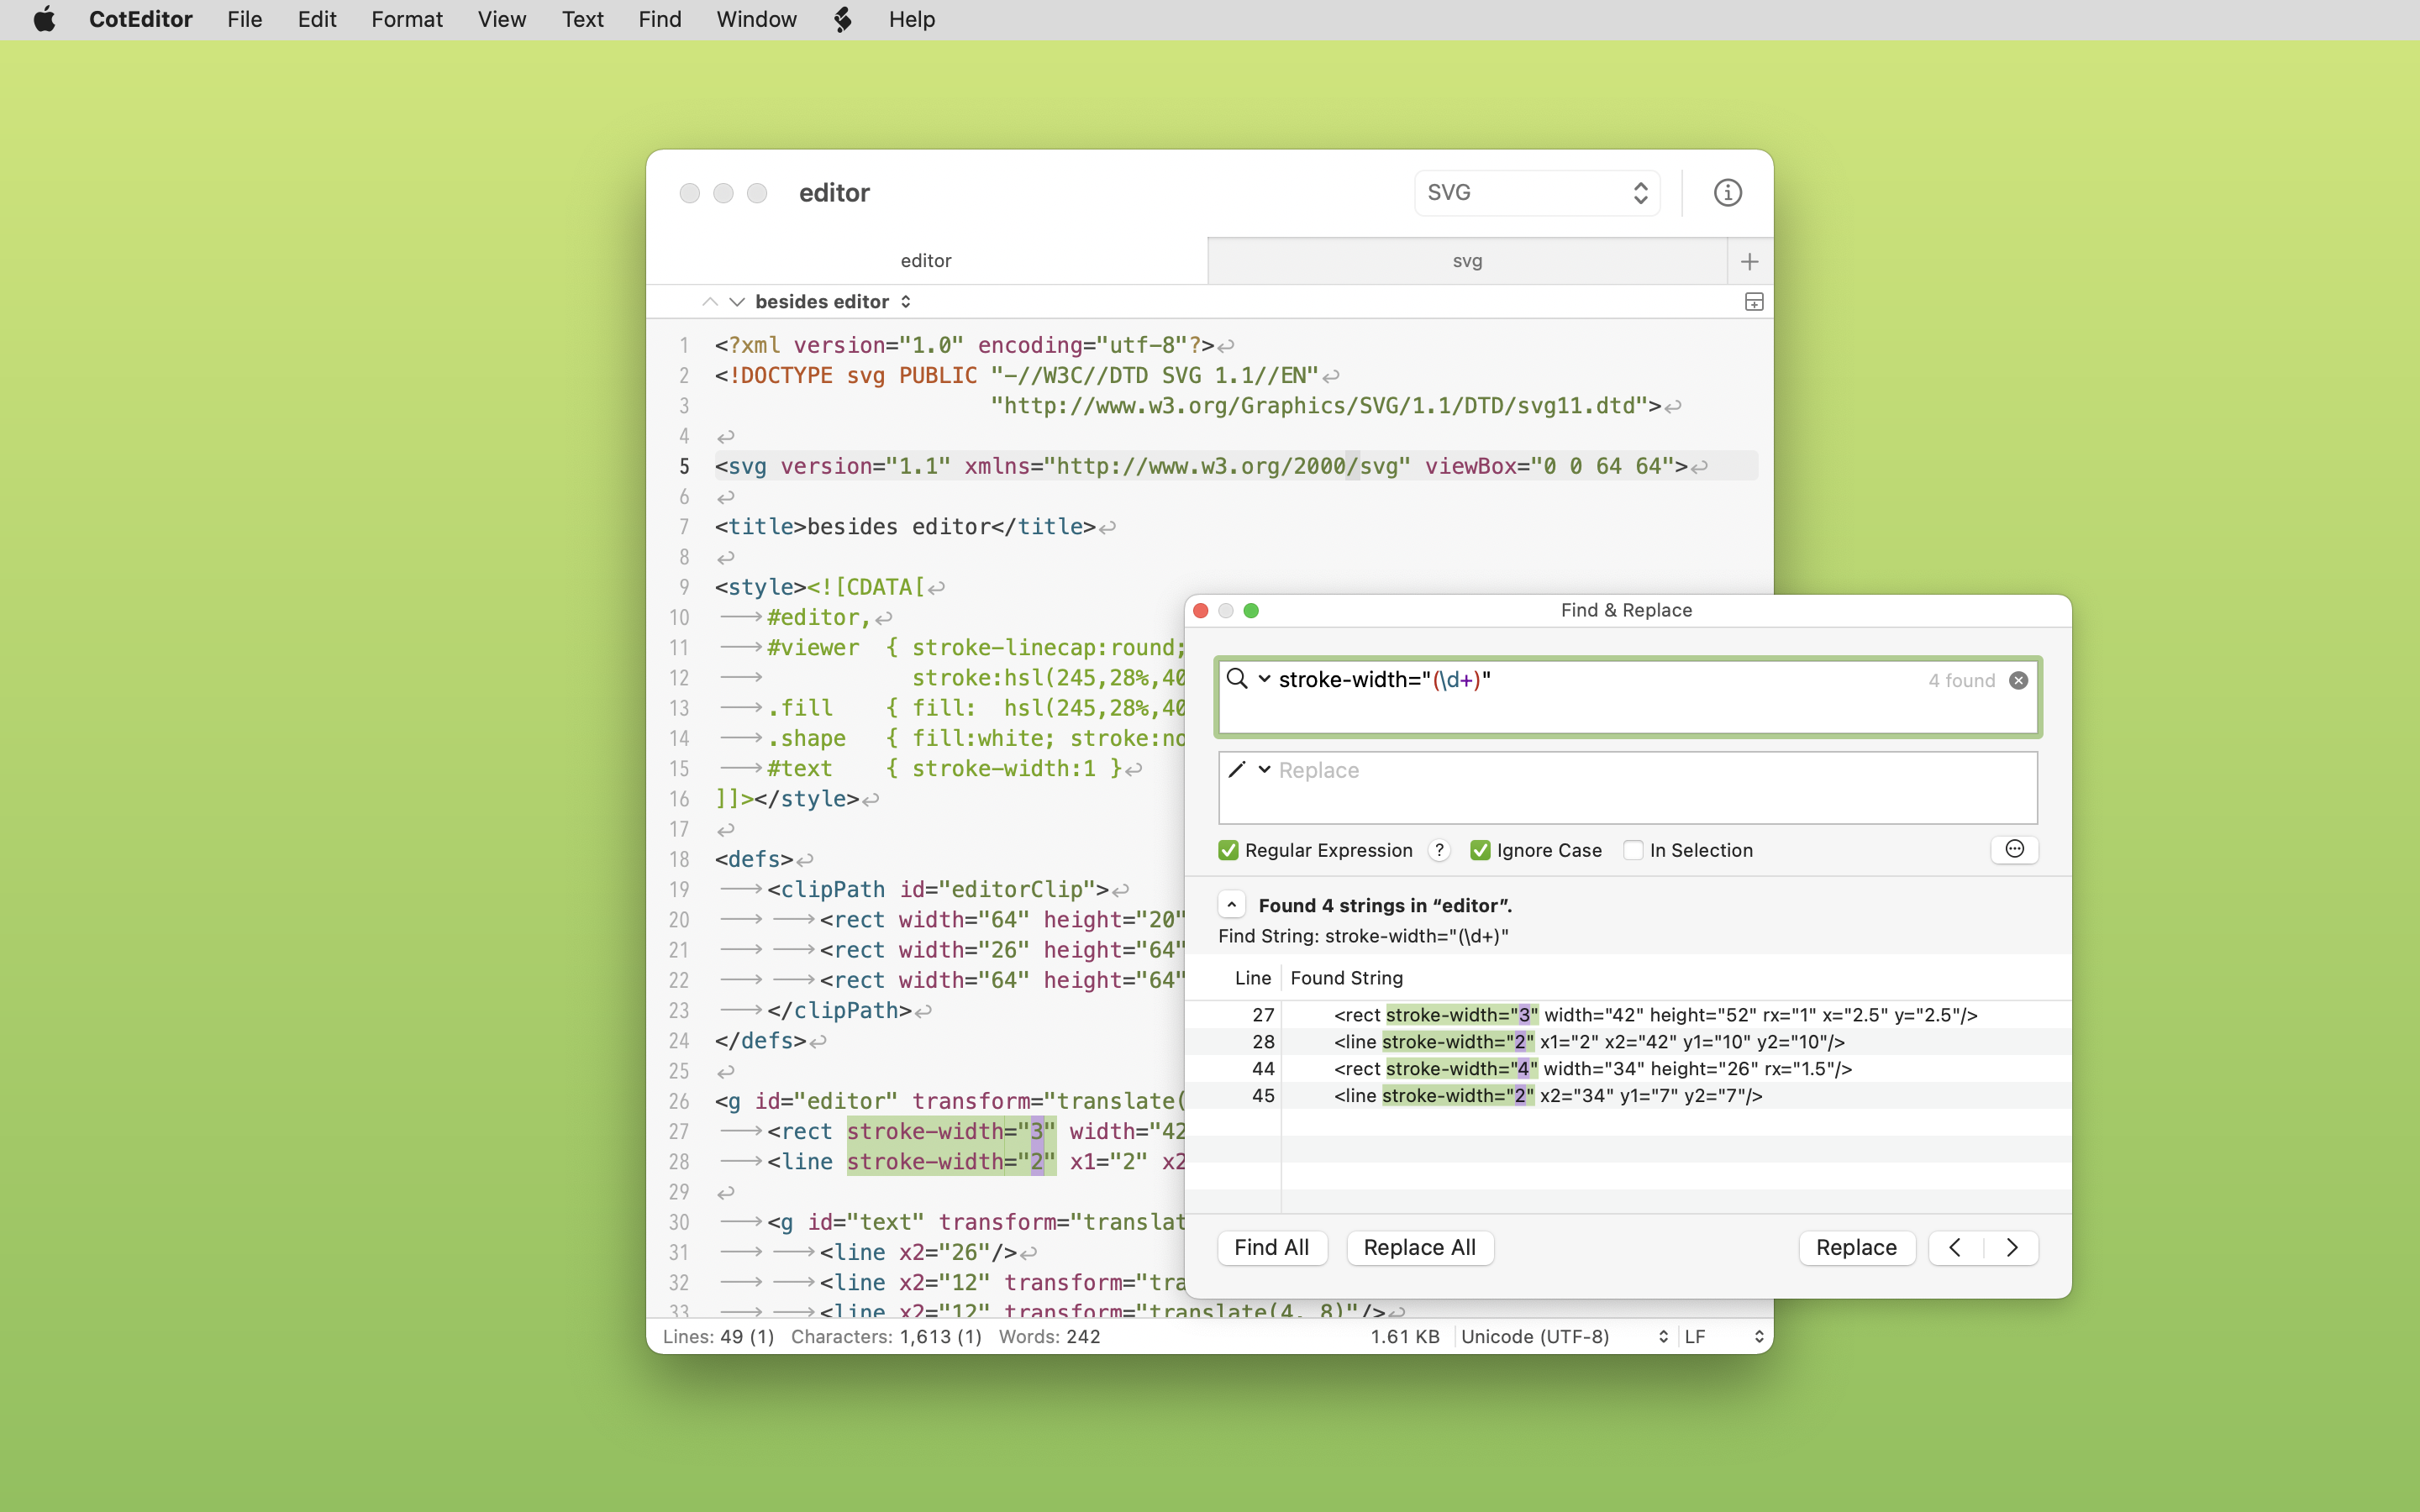 CotEditor File Edit Format View Text Find Window Help
editor SVG
editor svg
besides editor
1 <?xml version="1.0" encoding="utf-8"?>
2 <!DOCTYPE svg PUBLIC "-//W3C//DTD SVG 1.1//EN"
3 "http://www.w3.org/Graphics/SVG/1.1/DTD/svg11.dtd">
4
5 <svg version="1.1" xmlns="http://www.w3.org/2000/svg" viewBox="0 0 64 64">
6
7 <title>besides editor</title>
8
9 <style><![CDATA[
10 #editor,
11 #viewer { stroke-linecap:round;
12 stroke:hsl(245,28%,40
13 .fill { fill: hsl(245,28%,40
14 .shape { fill:white; stroke:no
15 #text { stroke-width:1 }
16 ]]></style>
17
18 <defs>
19 <clipPath id="editorClip">
20 <rect width="64" height="20"
21 <rect width="26" height="64"
22 <rect width="64" height="64"
23 </clipPath>
24 </defs>
25
26 <g id="editor" transform="translate(
27 <rect stroke-width="3" width="42
28 <line stroke-width="2" x1="2" x2
29
30 <g id="text" transform="translat
31 <line x2="26"/>
32 <line x2="12" transform="tra
33 <line x2="12" transform="translate(4, 8)"/>
Lines: 49 (1) Characters: 1,613 (1) Words: 242 1.61 KB Unicode (UTF-8) LF
Find & Replace
stroke-width="(\d+)" 4 found
Replace
Regular Expression ? Ignore Case In Selection
Found 4 strings in “editor”.
Find String: stroke-width="(\d+)"
Line Found String
27 <rect stroke-width="3" width="42" height="52" rx="1" x="2.5" y="2.5"/>
28 <line stroke-width="2" x1="2" x2="42" y1="10" y2="10"/>
44 <rect stroke-width="4" width="34" height="26" rx="1.5"/>
45 <line stroke-width="2" x2="34" y1="7" y2="7"/>
Find All Replace All Replace